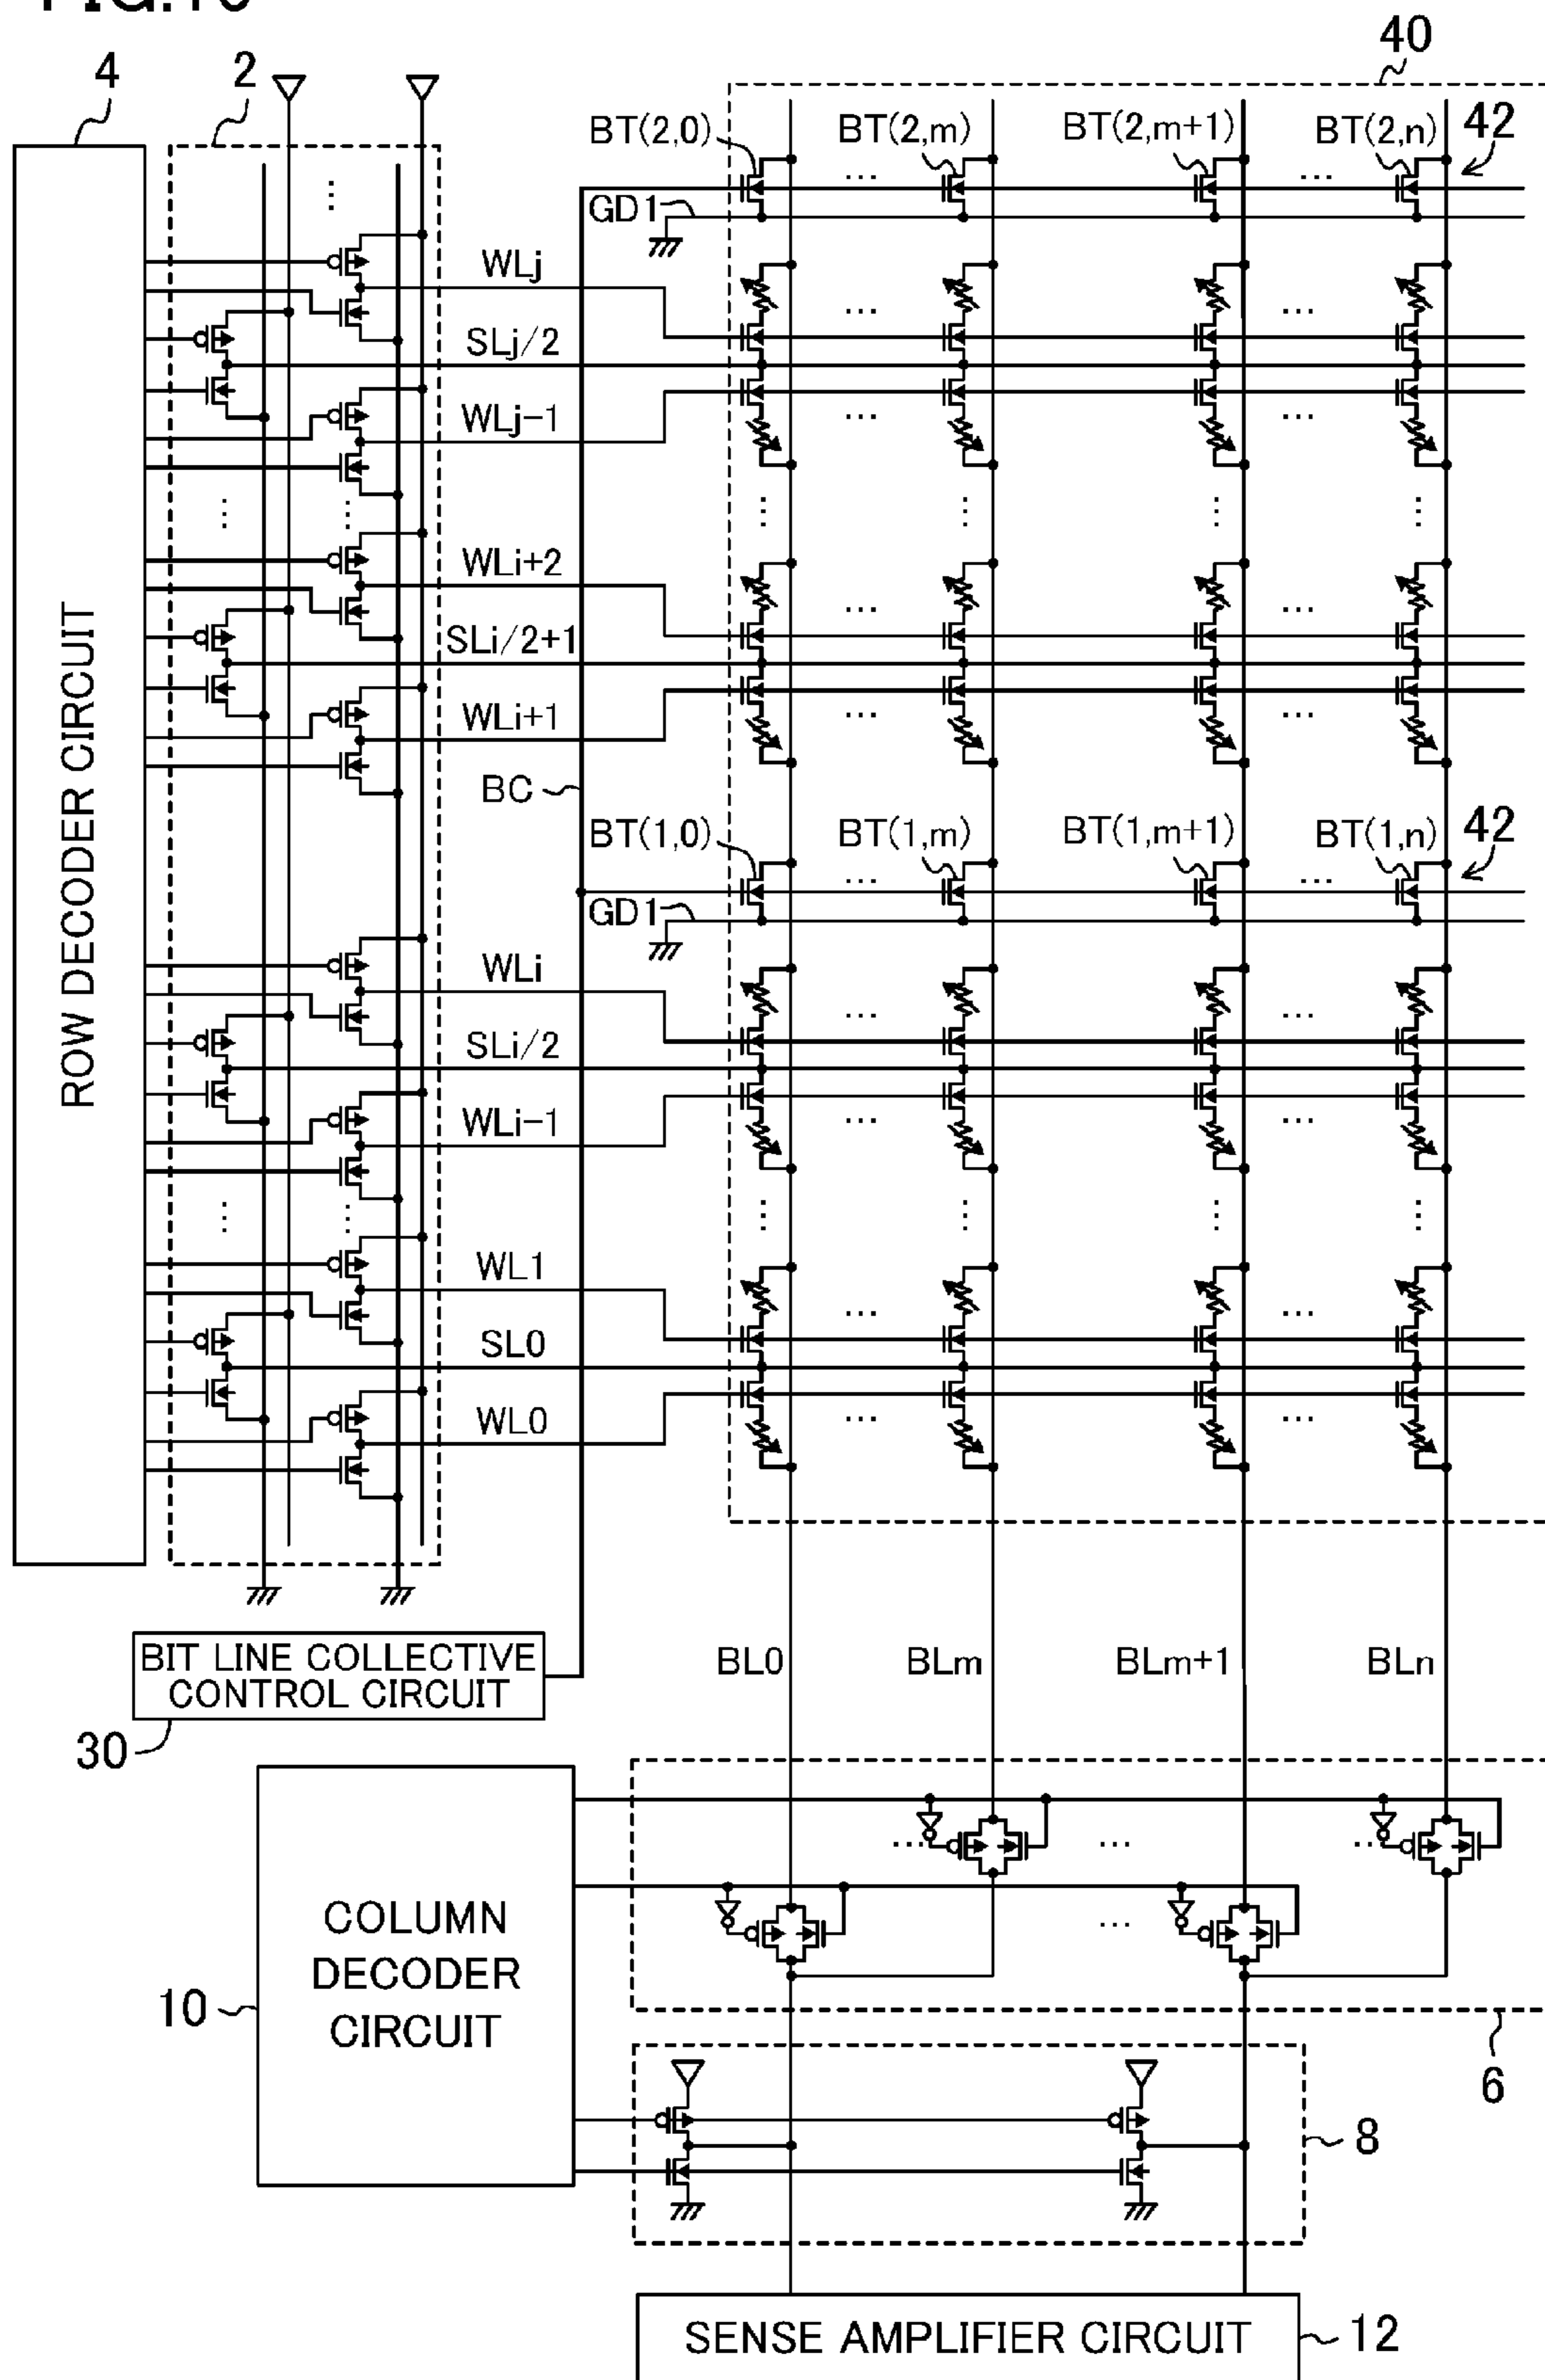 4
2
40
BT(2,0)
BT(2,m)
BT(2,m+1)
BT(2,n)
42
GD1
WLj
SLj/2
WLj-1
WLi+2
SLi/2+1
WLi+1
BC
ROW DECODER CIRCUIT
BT(1,0)
BT(1,m)
BT(1,m+1)
BT(1,n)
42
GD1
WLi
SLi/2
WLi-1
WL1
SL0
WL0
BIT LINE COLLECTIVE
CONTROL CIRCUIT
30
BL0
BLm
BLm+1
BLn
COLUMN
DECODER
CIRCUIT
10
6
8
SENSE AMPLIFIER CIRCUIT
12